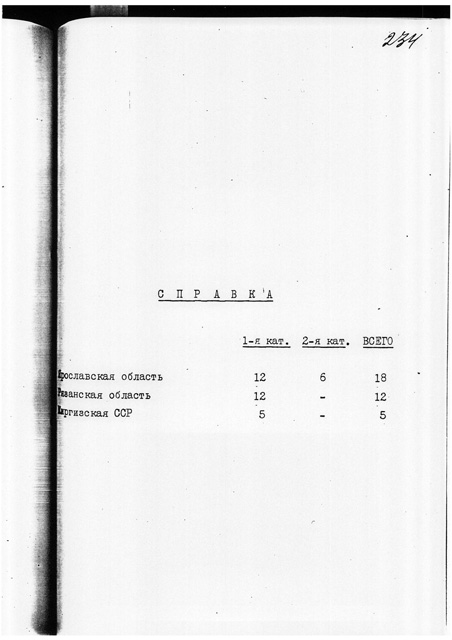 234
С П Р А В К А
1-я кат. 2-я кат. ВСЕГО
Ярославская область 12 6 18
Рязанская область 12 - 12
Киргизская ССР 5 - 5